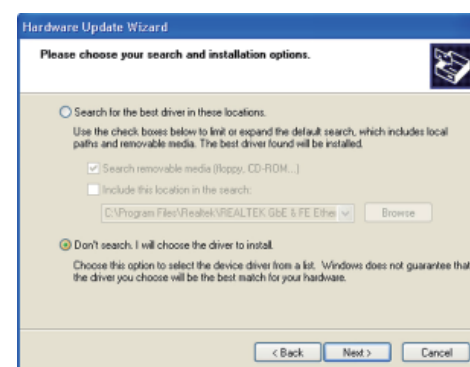 Hardware Update Wizard
Please choose your search and installation options.
Search for the best driver in these locations.
Use the check boxes below to limit or expand the default search, which includes local
paths and removable media. The best driver found will be installed.
Search removable media (floppy, CD-ROM...)
Include this location in the search:
C:\Program Files\Realtek\REALTEK GbE & FE Ether
Browse
Don't search. I will choose the driver to install.
Choose this option to select the device driver from a list. Windows does not guarantee that
the driver you choose will be the best match for your hardware.
< Back Next > Cancel